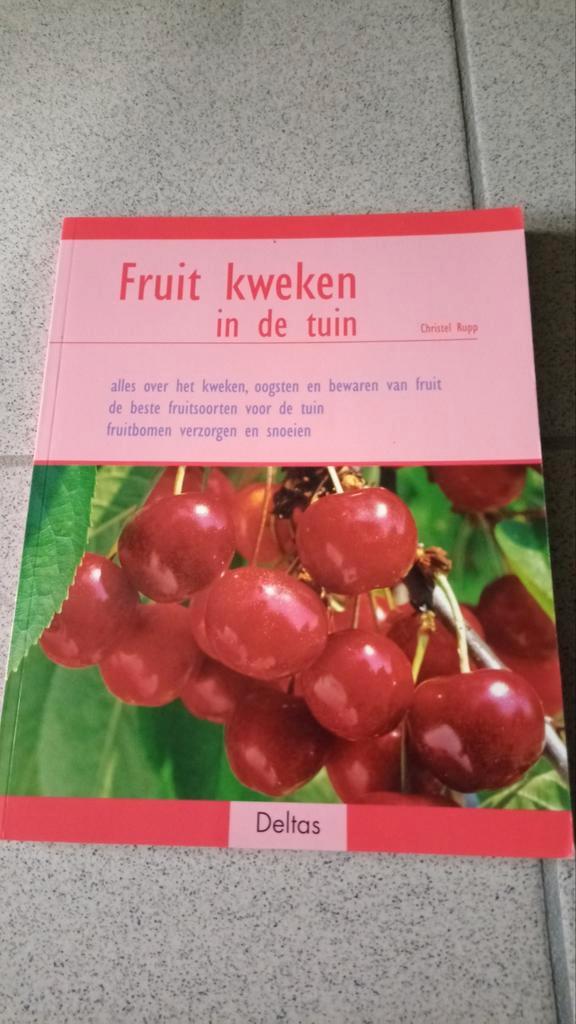 Fruit kweken
in de tuin
Christel Rupp
alles over het kweken, oogsten en bewaren van fruit
de beste fruitsoorten voor de tuin
fruitbomen verzorgen en snoeien
Deltas